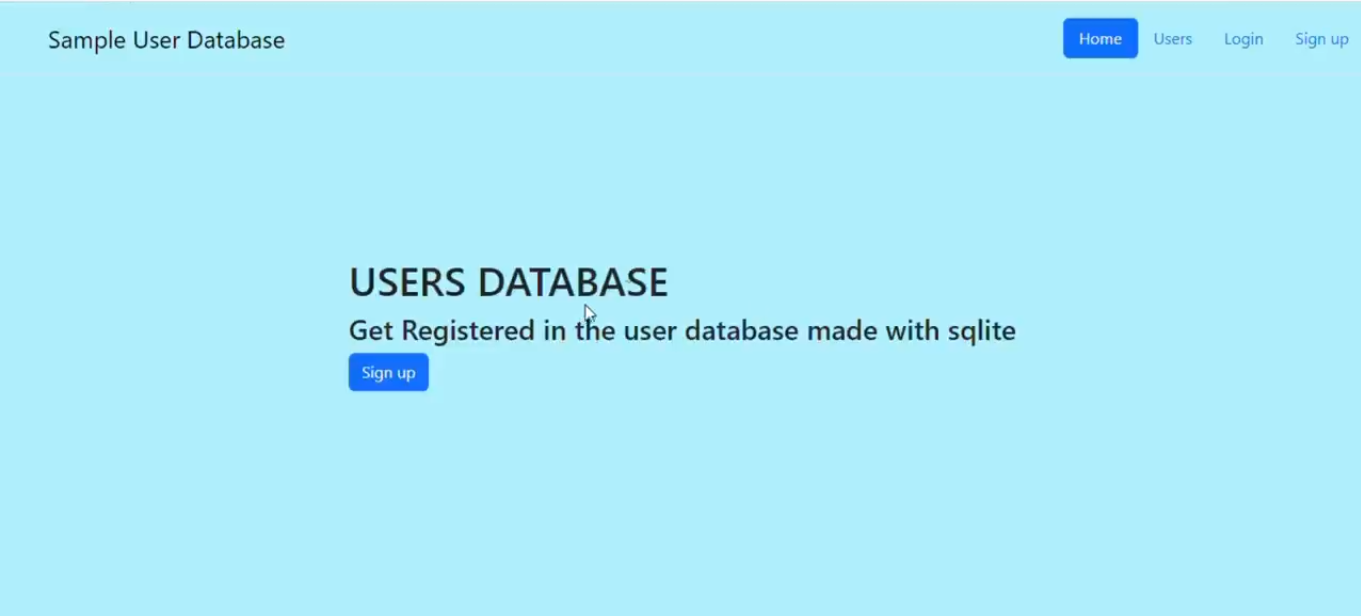 Sample User Database
Home Users Login Sign up
USERS DATABASE
Get Registered in the user database made with sqlite
Sign up